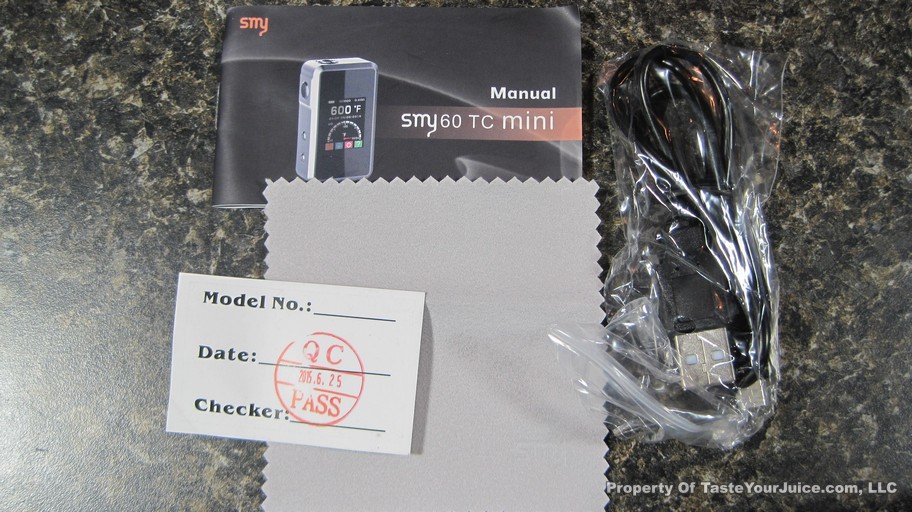 smy
Manual
smy60 TC mini
600°F
Model No.:
Date:
Checker:
QC
2015.6.25
PASS
Property Of TasteYourJuice.com, LLC